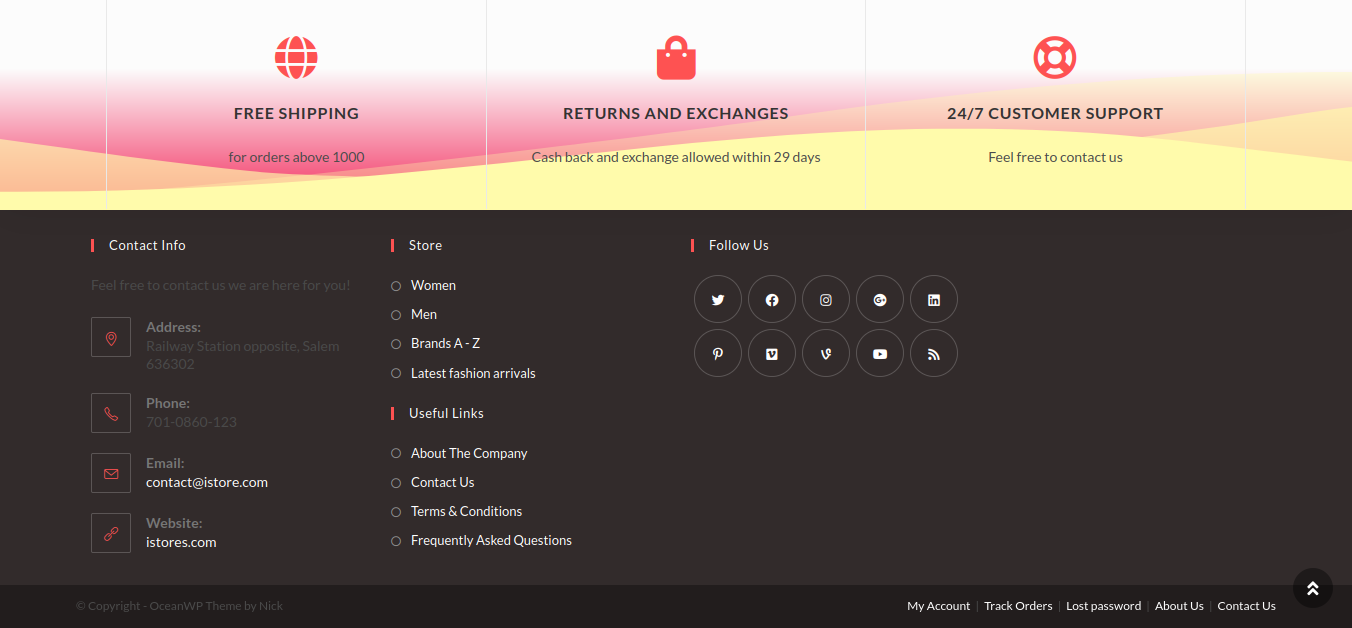 FREE SHIPPING
for orders above 1000
RETURNS AND EXCHANGES
Cash back and exchange allowed within 29 days
24/7 CUSTOMER SUPPORT
Feel free to contact us
Contact Info
Feel free to contact us we are here for you!
Address:
Railway Station opposite, Salem
636302
Phone:
701-0860-123
Email:
contact@istore.com
Website:
istores.com
Store
Women
Men
Brands A - Z
Latest fashion arrivals
Useful Links
About The Company
Contact Us
Terms & Conditions
Frequently Asked Questions
Follow Us
© Copyright - OceanWP Theme by Nick
My Account | Track Orders | Lost password | About Us | Contact Us